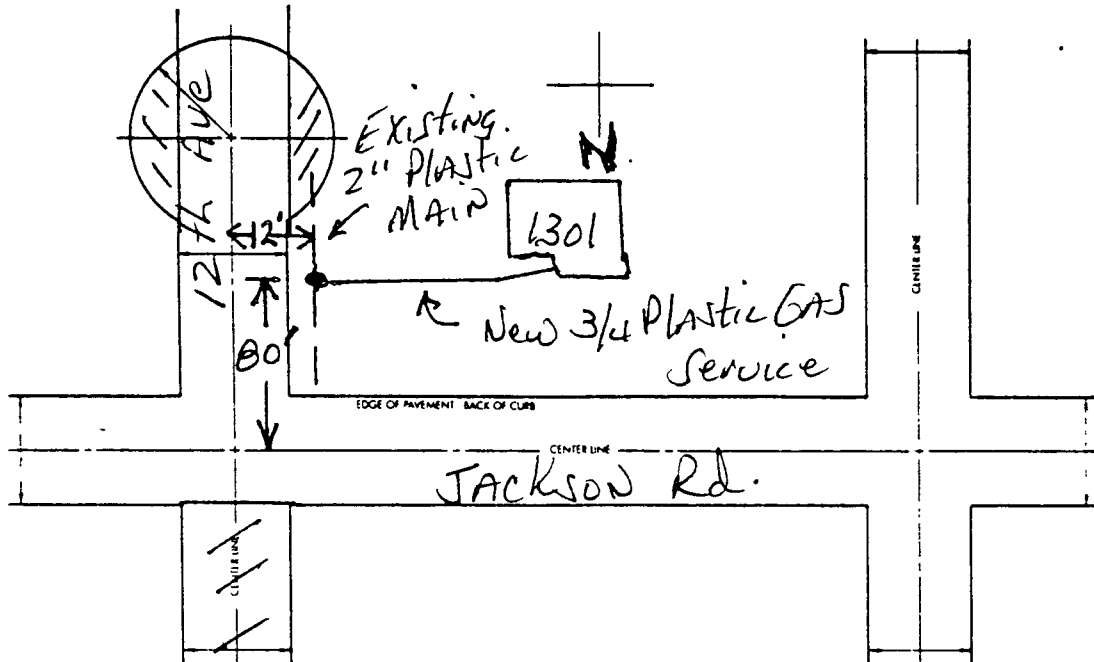 12th Ave
EXISTING.
2" PLASTIC
MAIN
N.
1301
12'
CENTER LINE
New 3/4 PLASTIC GAS
Service
80'
EDGE OF PAVEMENT BACK OF CURB
CENTER LINE
JACKSON Rd.
CENTER LINE